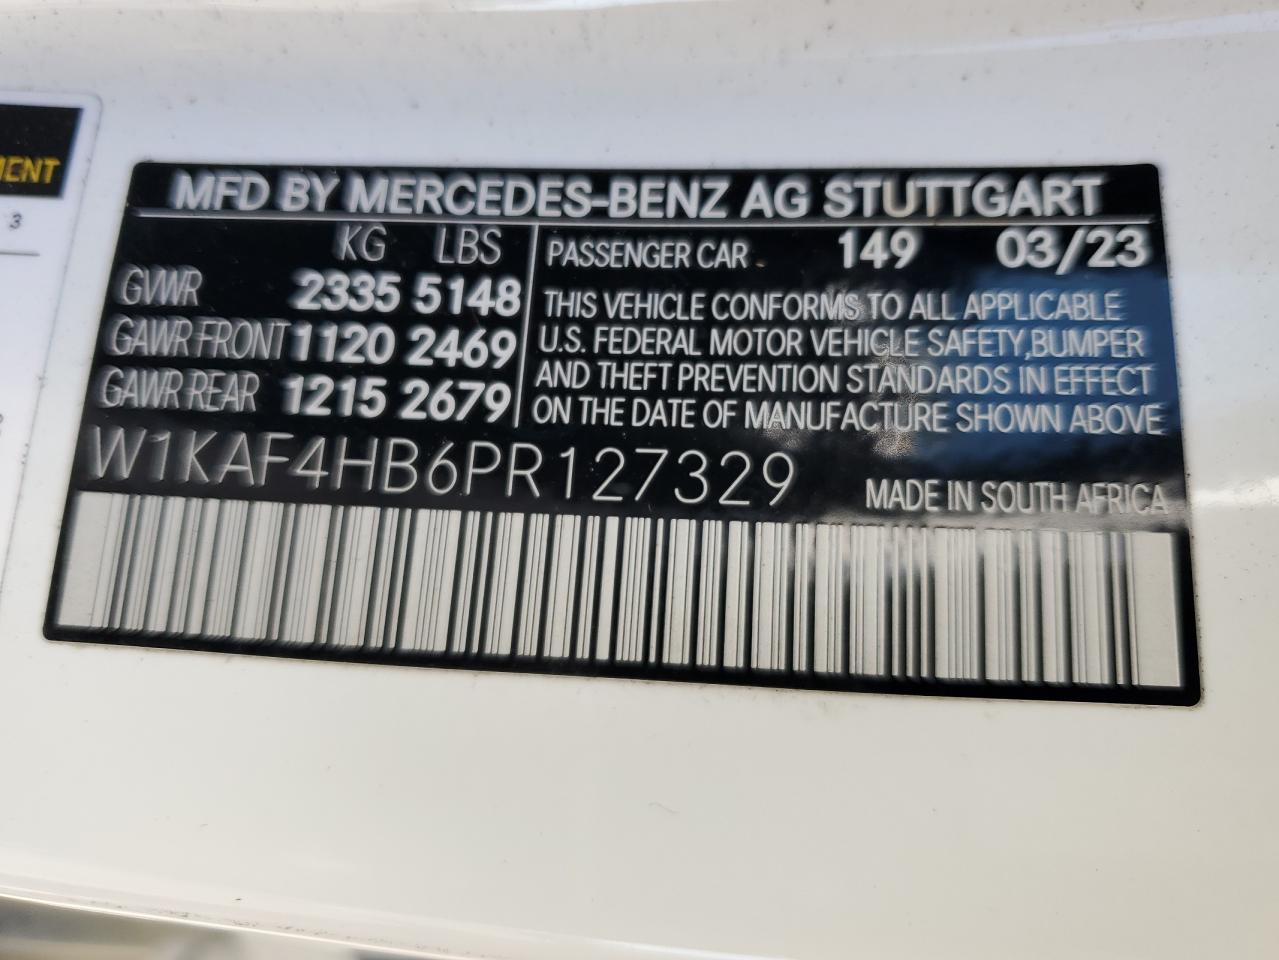 MENT
3
MFD BY MERCEDES-BENZ AG STUTTGART
KG LBS
GVWR 2335 5148
GAWR FRONT 1120 2469
GAWR REAR 1215 2679
PASSENGER CAR 149 03/23
THIS VEHICLE CONFORMS TO ALL APPLICABLE
U.S. FEDERAL MOTOR VEHICLE SAFETY,BUMPER
AND THEFT PREVENTION STANDARDS IN EFFECT
ON THE DATE OF MANUFACTURE SHOWN ABOVE
W1KAF4HB6PR127329
MADE IN SOUTH AFRICA